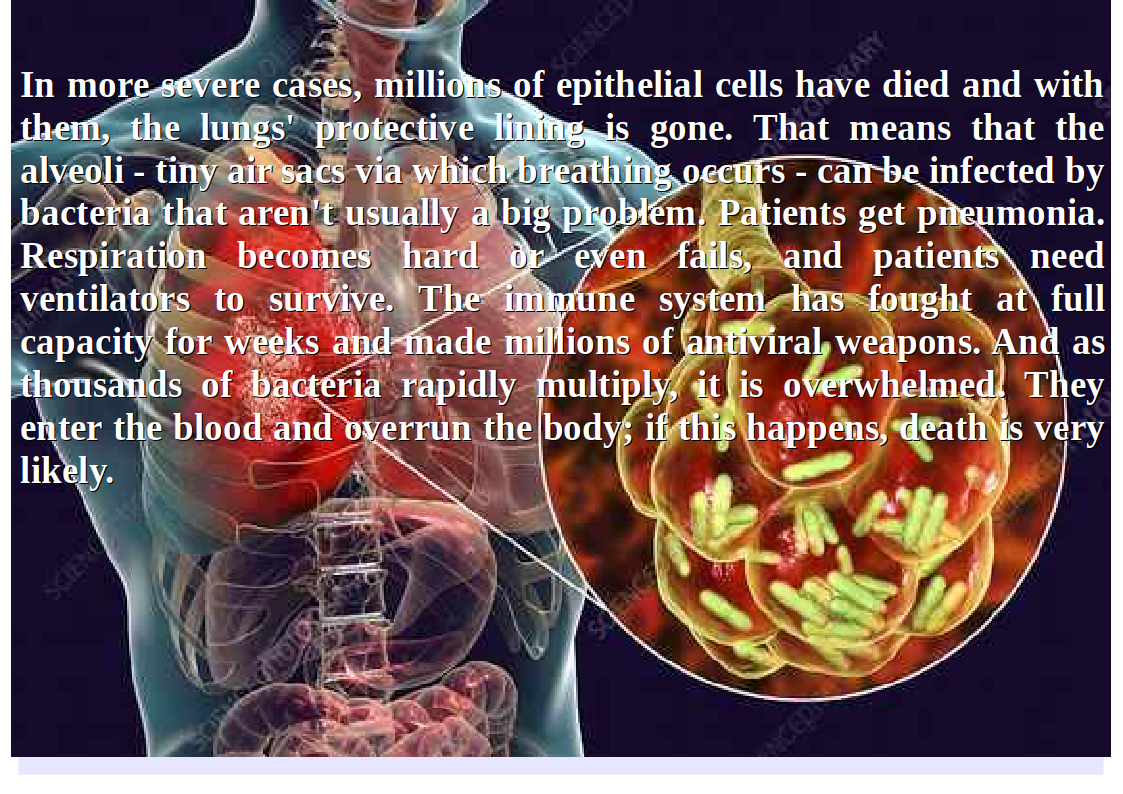 In more severe cases, millions of epithelial cells have died and with
them, the lungs' protective lining is gone. That means that the
alveoli - tiny air sacs via which breathing occurs - can be infected by
bacteria that aren't usually a big problem. Patients get pneumonia.
Respiration becomes hard or even fails, and patients need
ventilators to survive. The immune system has fought at full
capacity for weeks and made millions of antiviral weapons. And as
thousands of bacteria rapidly multiply, it is overwhelmed. They
enter the blood and overrun the body; if this happens, death is very
likely.